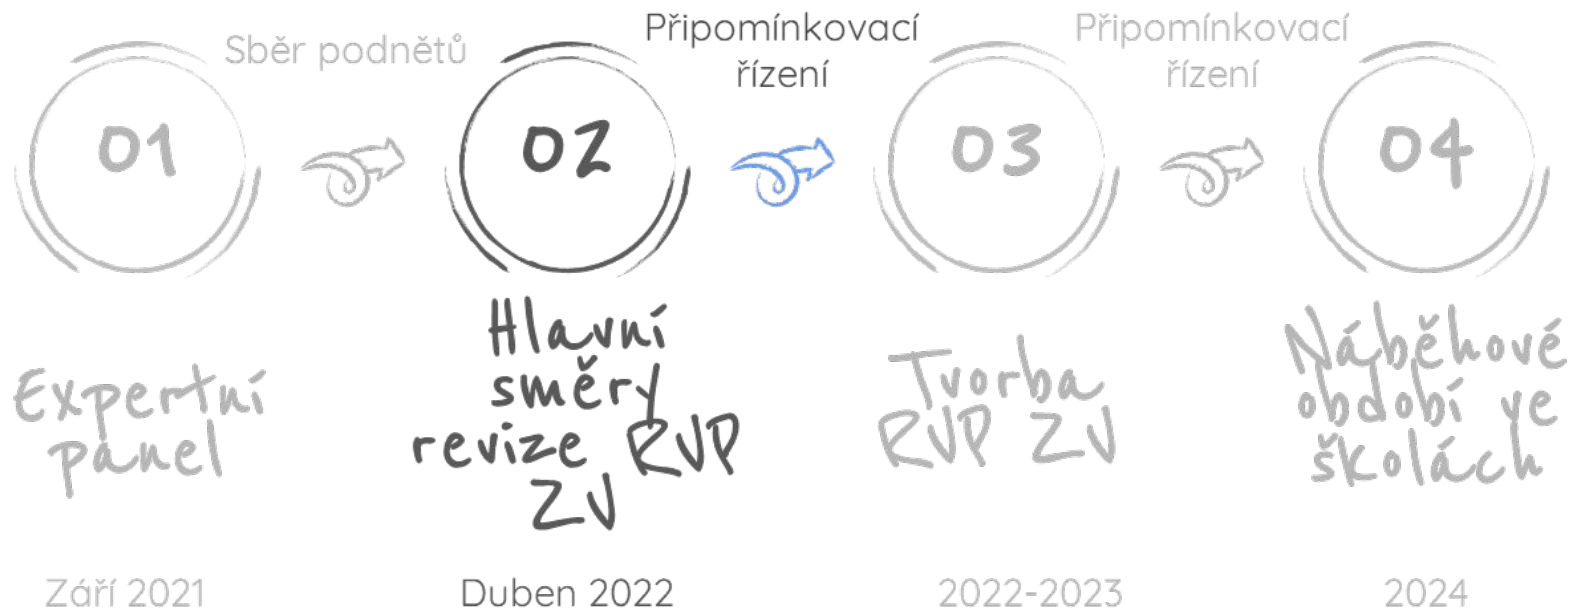 Sběr podnětů
Připomínkovací
řízení
Připomínkovací
řízení
01
02
03
04
Expertní
panel
Hlavní
směry
revize RVP
ZV
Tvorba
RVP ZV
Náběhové
období ve
školách
Září 2021
Duben 2022
2022-2023
2024